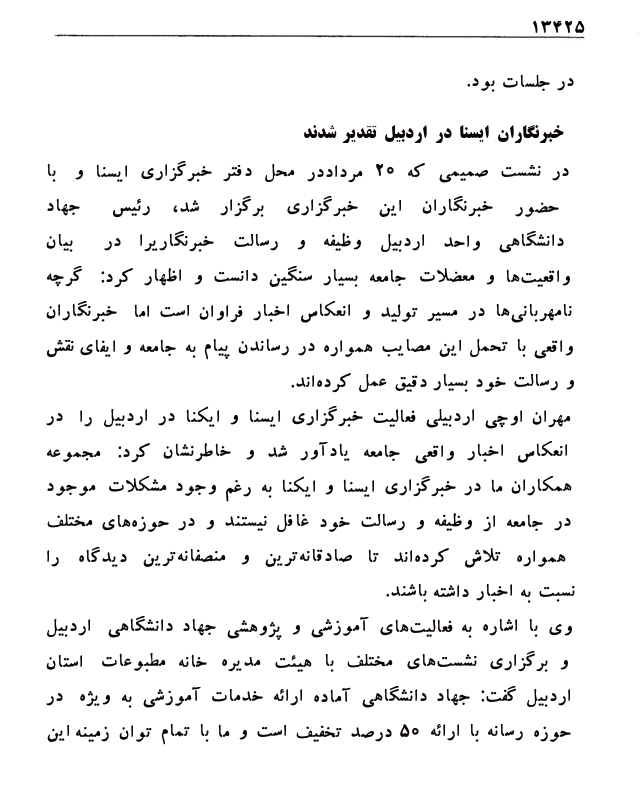 ۱۳۴۲۵
در جلسات بود.
خبرنگاران ایسنا در اردبیل تقدیر شدند
در نشست صمیمی که ۲۰ مرداددر محل دفتر خبرگزاری ایسنا و با
حضور خبرنگاران این خبرگزاری برگزار شد، رئیس جهاد
دانشگاهی واحد اردبیل وظیفه و رسالت خبرنگاریرا در بیان
واقعیت‌ها و معضلات جامعه بسیار سنگین دانست و اظهار کرد: گرچه
نامهربانی‌ها در مسیر تولید و انعکاس اخبار فراوان است اما خبرنگاران
واقعی با تحمل این مصایب همواره در رساندن پیام به جامعه و ایفای نقش
و رسالت خود بسیار دقیق عمل کرده‌اند.
مهران اوچی اردبیلی فعالیت خبرگزاری ایسنا و ایکنا در اردبیل را در
انعکاس اخبار واقعی جامعه یادآور شد و خاطرنشان کرد: مجموعه
همکاران ما در خبرگزاری ایسنا و ایکنا به رغم وجود مشکلات موجود
در جامعه از وظیفه و رسالت خود غافل نیستند و در حوزه‌های مختلف
همواره تلاش کرده‌اند تا صادقانه‌ترین و منصفانه‌ترین دیدگاه را
نسبت به اخبار داشته باشند.
وی با اشاره به فعالیت‌های آموزشی و پژوهشی جهاد دانشگاهی اردبیل
و برگزاری نشست‌های مختلف با هیئت مدیره خانه مطبوعات استان
اردبیل گفت: جهاد دانشگاهی آماده ارائه خدمات آموزشی به ویژه در
حوزه رسانه با ارائه ۵۰ درصد تخفیف است و ما با تمام توان زمینه این